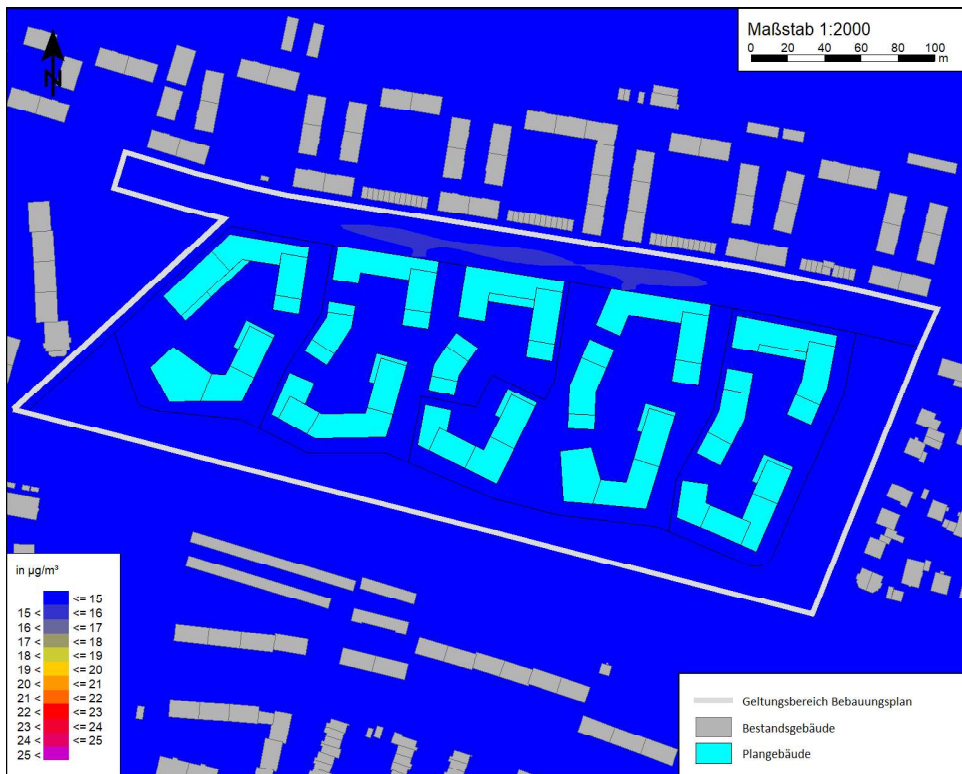 Maßstab 1:2000
0 20 40 60 80 100
m
N
in µg/m³
<= 15
15 < <= 16
16 < <= 17
17 < <= 18
18 < <= 19
19 < <= 20
20 < <= 21
21 < <= 22
22 < <= 23
23 < <= 24
24 < <= 25
25 <
Geltungsbereich Bebauungsplan
Bestandsgebäude
Plangebäude